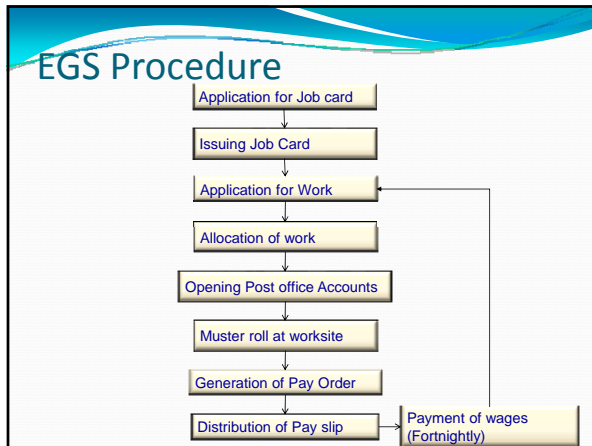 EGS Procedure
Application for Job card
Issuing Job Card
Application for Work
Allocation of work
Opening Post office Accounts
Muster roll at worksite
Generation of Pay Order
Distribution of Pay slip
Payment of wages
(Fortnightly)